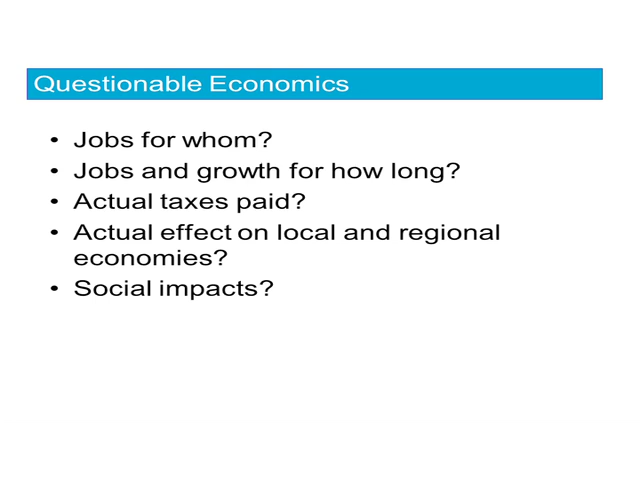 Questionable Economics
• Jobs for whom?
• Jobs and growth for how long?
• Actual taxes paid?
• Actual effect on local and regional
economies?
• Social impacts?